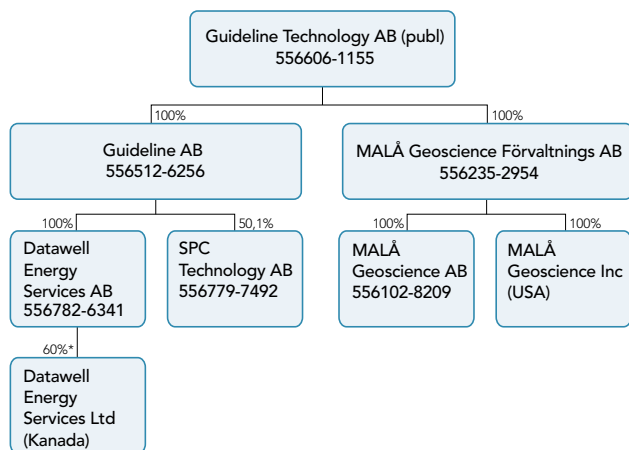 Guideline Technology AB (publ)
556606-1155
100%
100%
Guideline AB
556512-6256
MALÅ Geoscience Förvaltnings AB
556235-2954
100%
50,1%
100%
100%
Datawell
Energy
Services AB
556782-6341
SPC
Technology AB
556779-7492
MALÅ
Geoscience AB
556102-8209
MALÅ
Geoscience Inc
(USA)
60%*
Datawell
Energy
Services Ltd
(Kanada)